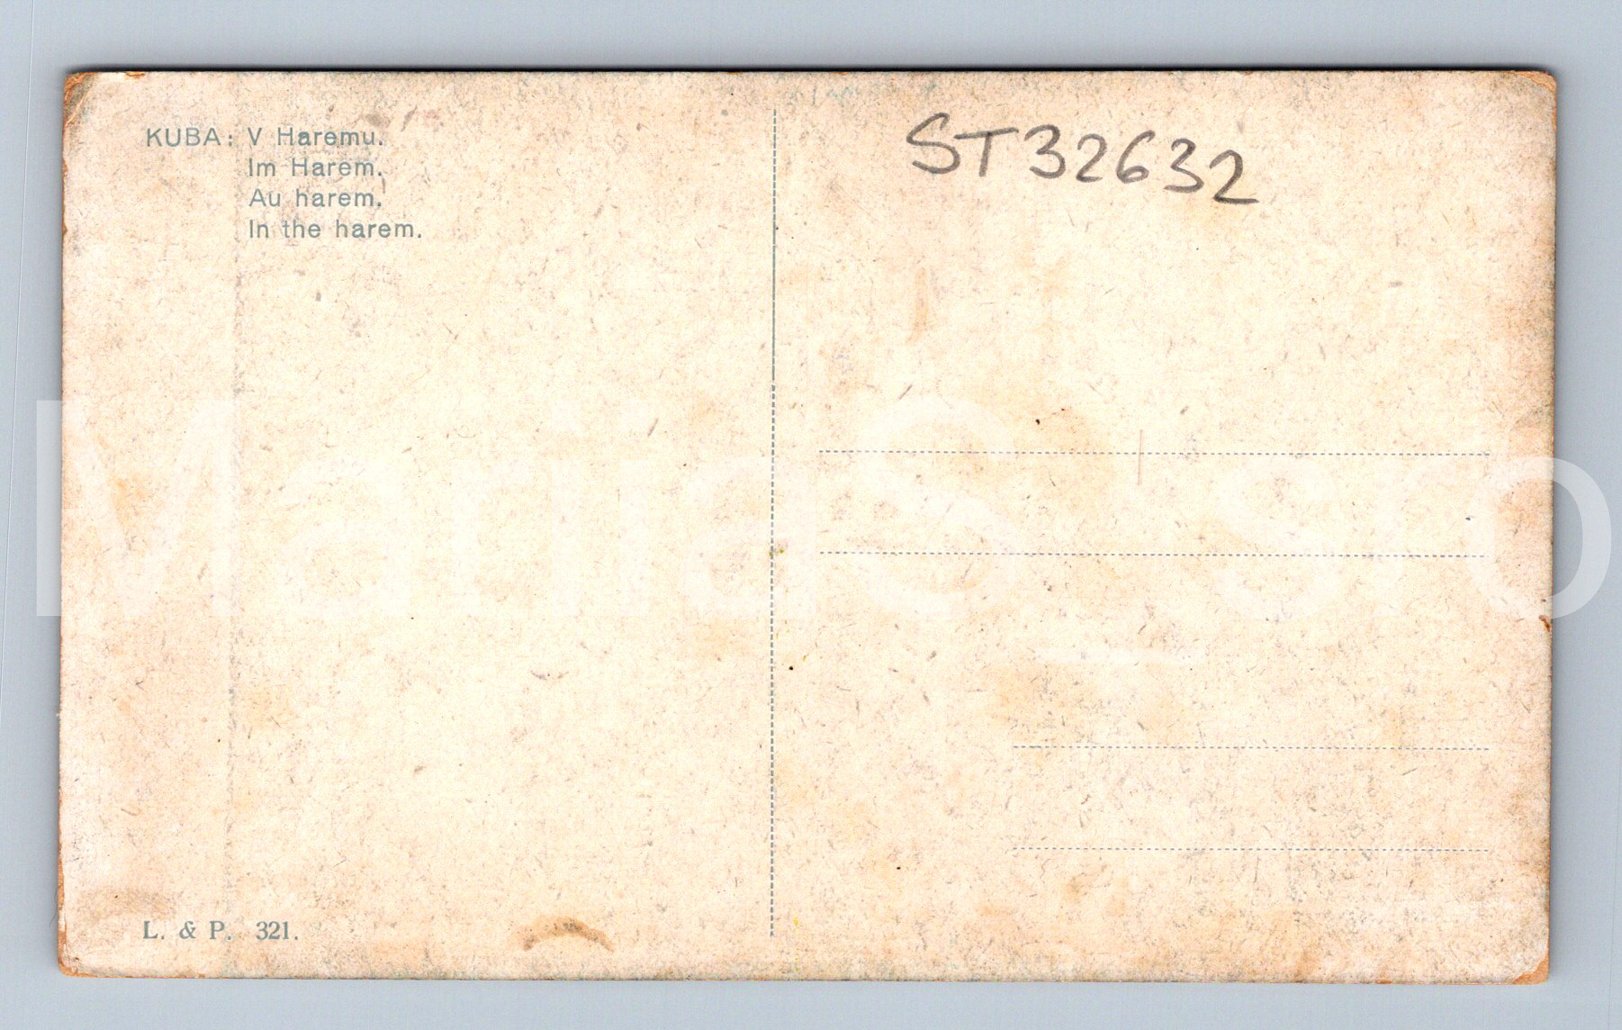 KUBA: V Haremu.
Im Harem.
Au harem.
In the harem.
ST32632
L. & P. 321.